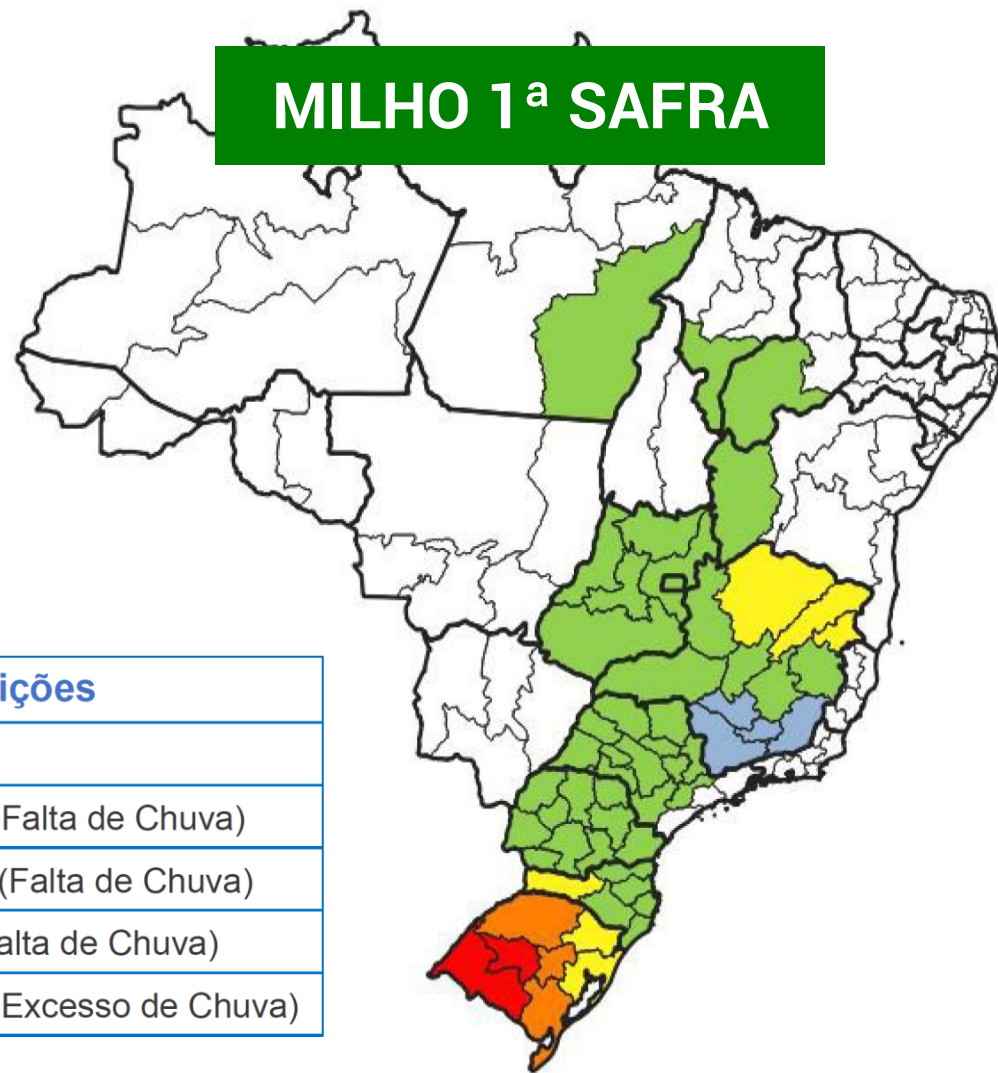 MILHO 1ª SAFRA
ições
Falta de Chuva)
(Falta de Chuva)
alta de Chuva)
Excesso de Chuva)